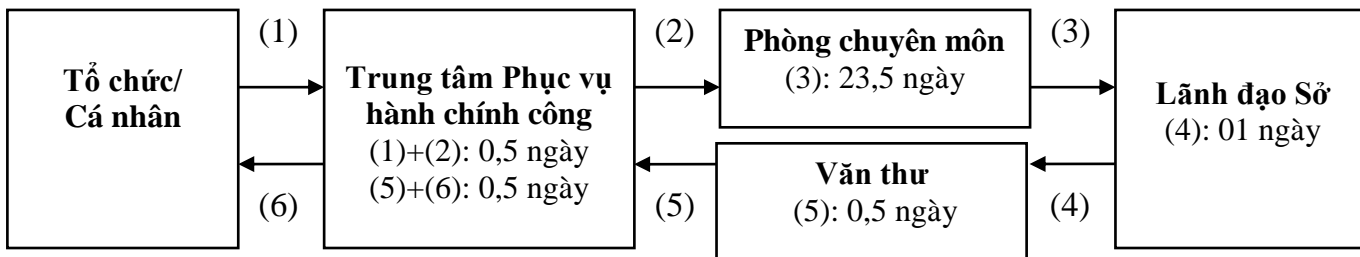 Tổ chức/
Cá nhân
(1)
(6)
Trung tâm Phục vụ
hành chính công
(1)+(2): 0,5 ngày
(5)+(6): 0,5 ngày
(2)
(5)
Phòng chuyên môn
(3): 23,5 ngày
Văn thư
(5): 0,5 ngày
(3)
(4)
Lãnh đạo Sở
(4): 01 ngày